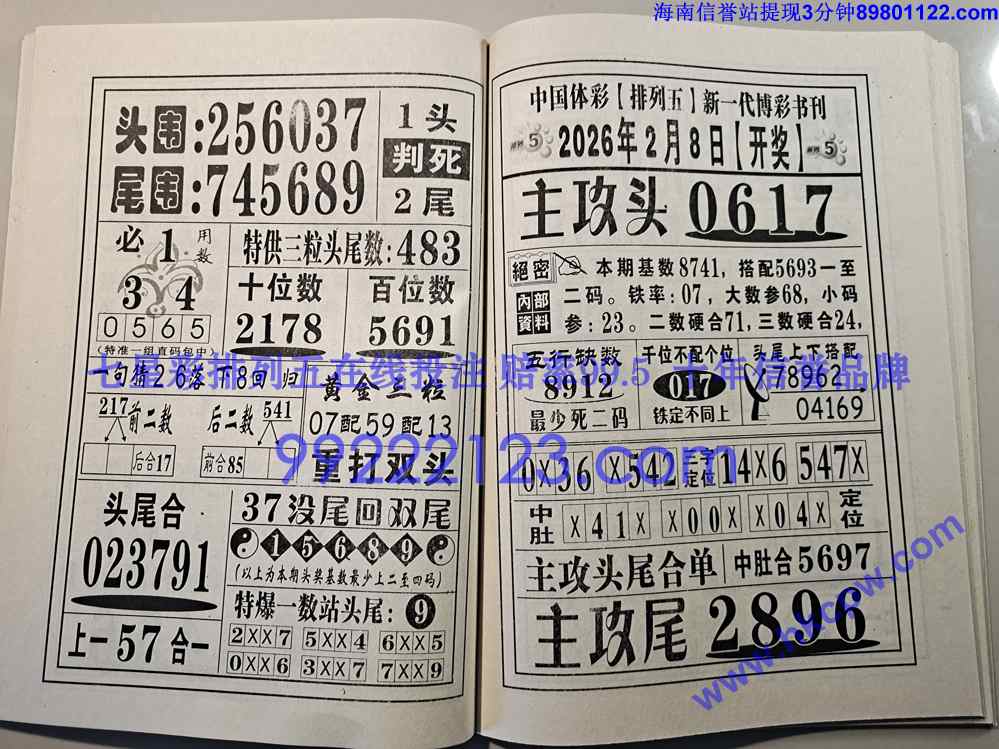 海南信誉站提现3分钟89801122.com
头围:256037
尾围:745689
1头
判死
2尾
必 1 用数
3 4
0565
(特准一组直码包中)
特供三粒头尾数:483
十位数
2178
百位数
5691
一句猜 2 6落 下8回归
217 前二数
后二数 541
后合17
前合85
黄金三粒
07配59配13
重打双头
头尾合
023791
上一57合一
37没尾回双尾
1 5 6 8 9
(以上为本期头奖基数最少上二至四码)
特爆一数站头尾:9
2XX7 5XX4 6XX5
0XX6 3XX7 7XX9
中国体彩【排列五】新一代博彩书刊
5 2026年2月8日【开奖】 5
主攻头 0617
絕密
內部資料
本期基数8741,搭配5693一至
二码。铁率:07,大数参68,小码
参:23。二数硬合71,三数硬合24,
五行缺数
8912
最少死二码
千位不配个位
017
铁定不同上
头尾上下搭配
78962
04169
0X36 X542 三字定位 14X6 547X
中肚 X41X X00X X04X 定位
主攻头尾合单 中肚合5697
主攻尾 2896
七星彩排列五在线投注 赔率99.5 十年信誉品牌
99222123.com